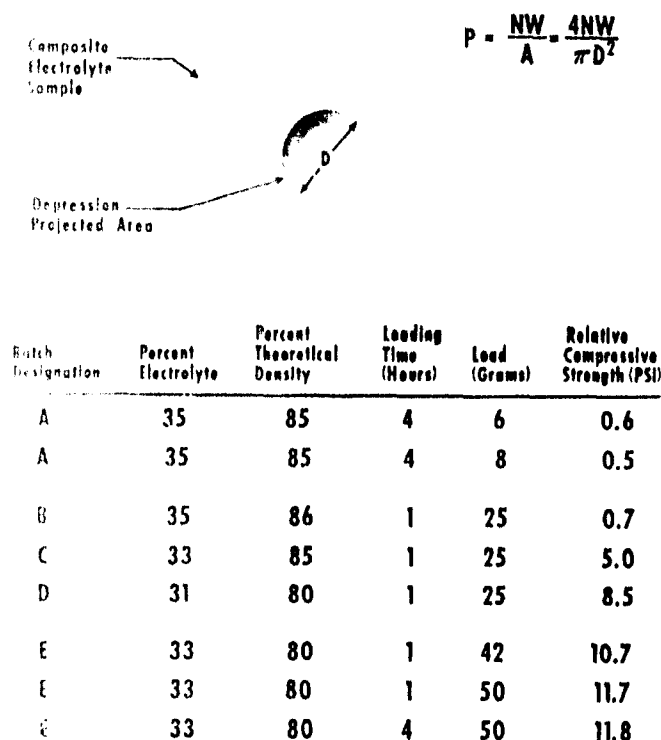 P = NW/A = 4NW/πD²
Composite
Electrolyte
Sample
D
Depression
Projected Area
Batch Designation Percent Electrolyte Percent Theoretical Density Loading Time (Hours) Load (Grams) Relative Compressive Strength (PSI)
A 35 85 4 6 0.6
A 35 85 4 8 0.5
B 35 86 1 25 0.7
C 33 85 1 25 5.0
D 31 80 1 25 8.5
E 33 80 1 42 10.7
E 33 80 1 50 11.7
E 33 80 4 50 11.8